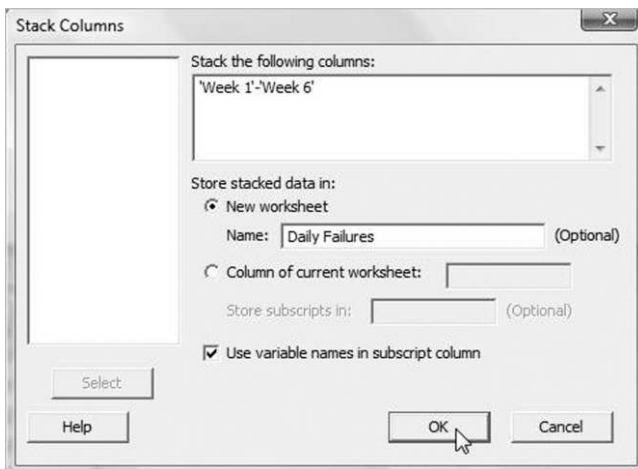 Stack Columns
Stack the following columns:
'Week 1'-'Week 6'
Store stacked data in:
New worksheet
Name: Daily Failures (Optional)
Column of current worksheet:
Store subscripts in: (Optional)
Use variable names in subscript column
Select
Help OK Cancel